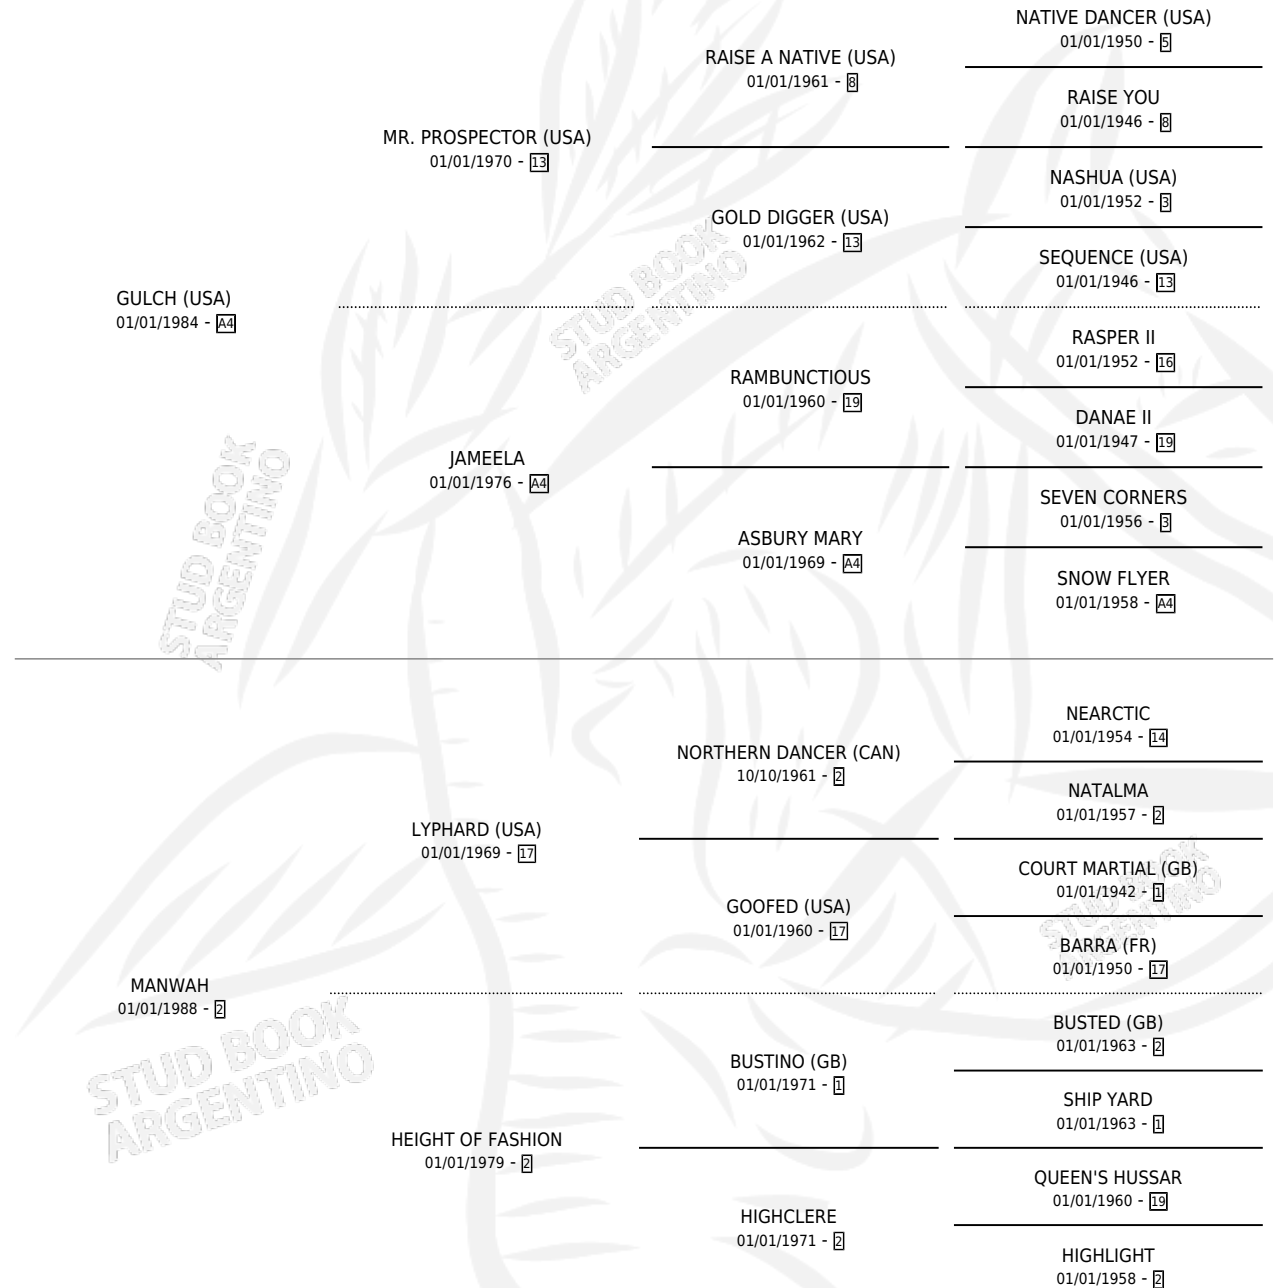 NATIVE DANCER (USA)
01/01/1950 - 5
RAISE A NATIVE (USA)
01/01/1961 - 8
RAISE YOU
01/01/1946 - 8
MR. PROSPECTOR (USA)
01/01/1970 - 13
NASHUA (USA)
01/01/1952 - 3
GOLD DIGGER (USA)
01/01/1962 - 13
SEQUENCE (USA)
01/01/1946 - 13
GULCH (USA)
01/01/1984 - A4
STUD BOOK
ARGENTINO
RASPER II
01/01/1952 - 16
RAMBUNCTIOUS
01/01/1960 - 19
DANAE II
01/01/1947 - 19
JAMEELA
01/01/1976 - A4
SEVEN CORNERS
01/01/1956 - 3
ASBURY MARY
01/01/1969 - A4
SNOW FLYER
01/01/1958 - A4
STUD BOOK
ARGENTINO
NEARCTIC
01/01/1954 - 14
NORTHERN DANCER (CAN)
10/10/1961 - 2
NATALMA
01/01/1957 - 2
LYPHARD (USA)
01/01/1969 - 17
COURT MARTIAL (GB)
01/01/1942 - 1
GOOFED (USA)
01/01/1960 - 17
STUD BOOK
ARGENTINO
BARRA (FR)
01/01/1950 - 17
MANWAH
01/01/1988 - 2
BUSTED (GB)
01/01/1963 - 2
BUSTINO (GB)
01/01/1971 - 1
STUD BOOK
ARGENTINO
SHIP YARD
01/01/1963 - 1
HEIGHT OF FASHION
01/01/1979 - 2
QUEEN'S HUSSAR
01/01/1960 - 19
HIGHCLERE
01/01/1971 - 2
HIGHLIGHT
01/01/1958 - 2